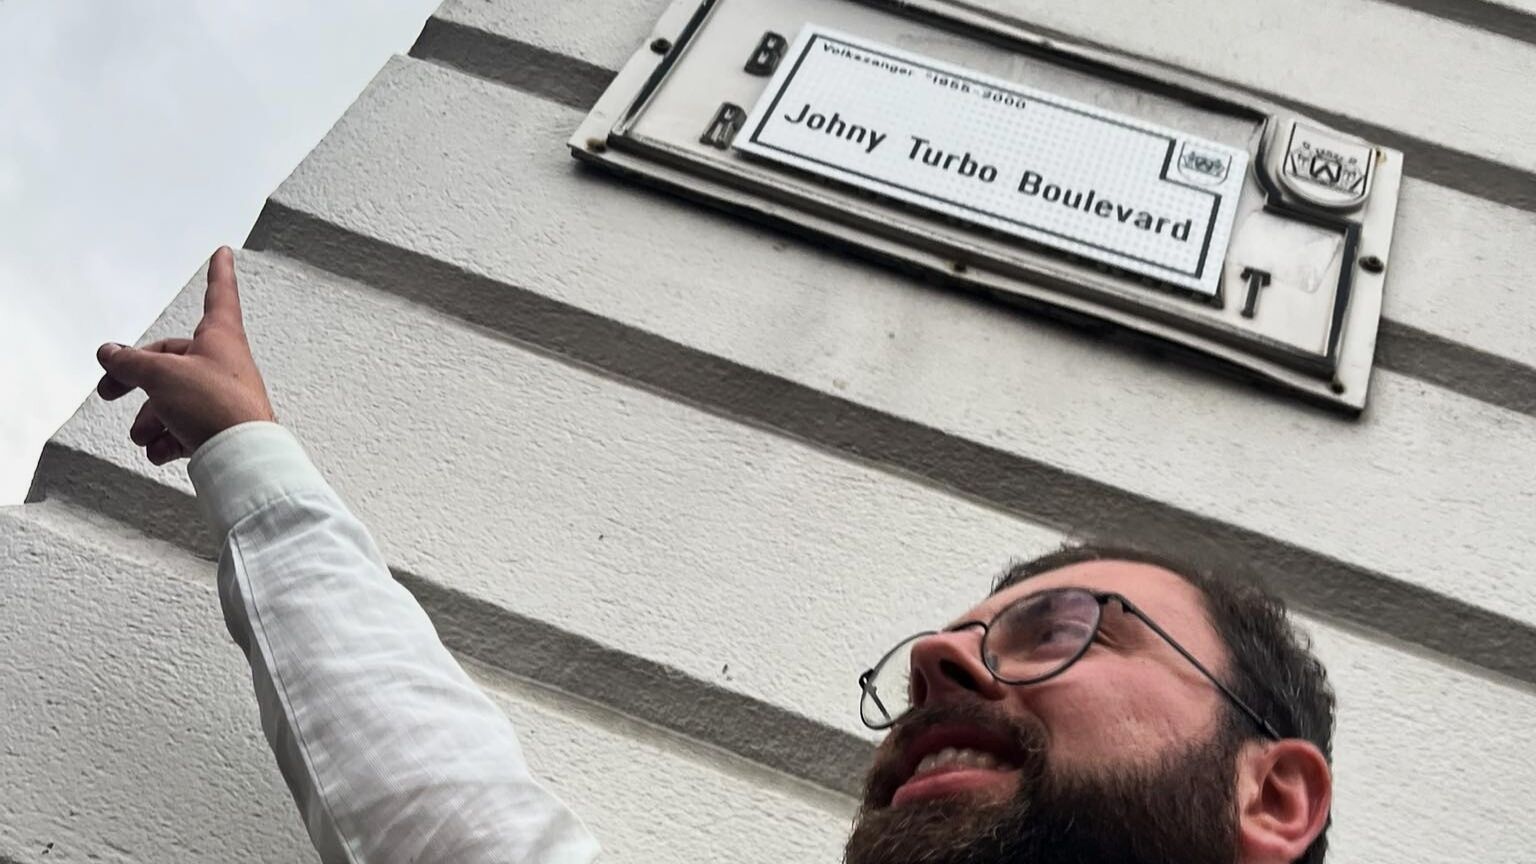 Volkszanger °1955-2000
Johny Turbo Boulevard
B
R
T